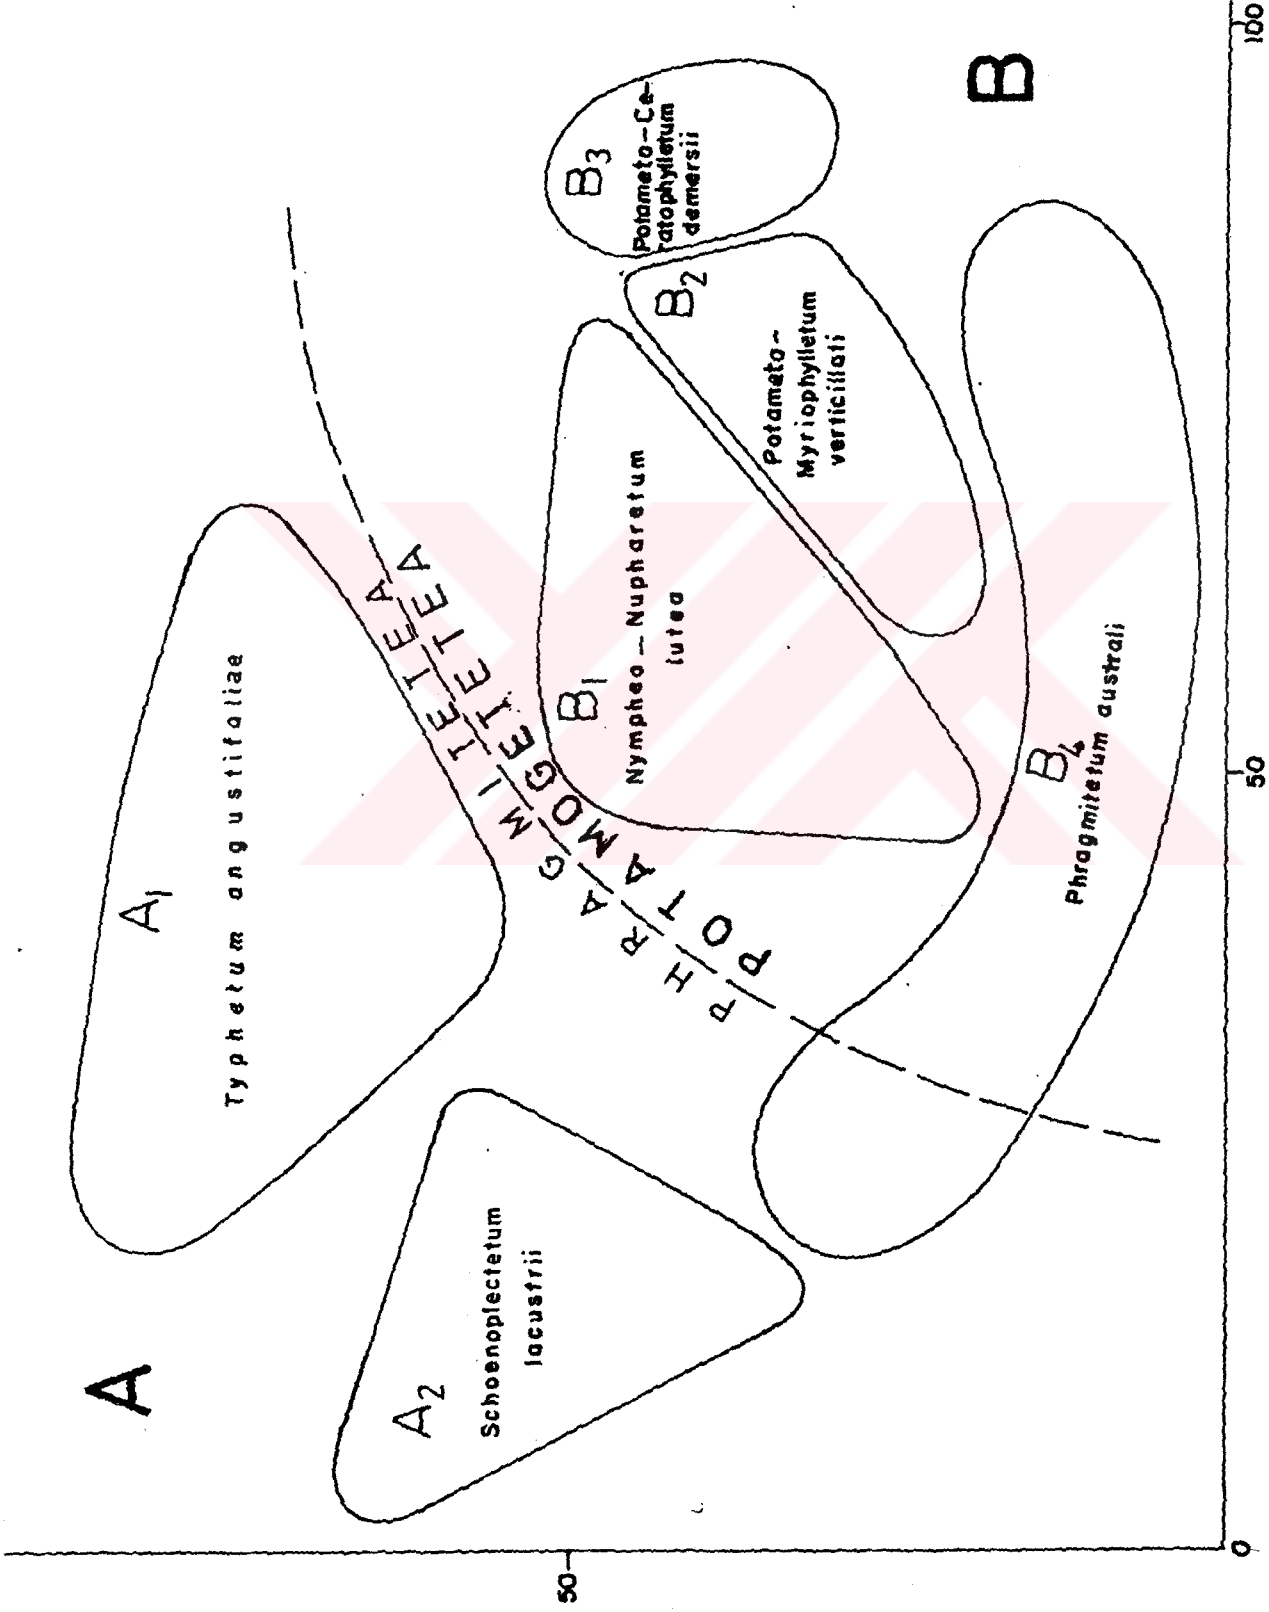 A
A1
Typhetum angustifoliae
A2
Schoenoplectetum
lacustrii
PHRAGMITETEA
POTAMOGETETEA
B1
Nympheo-Nupharetum
lutea
B2
Potameto-
Myriophylletum
verticillati
B3
Potameto-Ce-
ratophylletum
demersii
B
B4
Phragmitetum australi
50
0
50
100